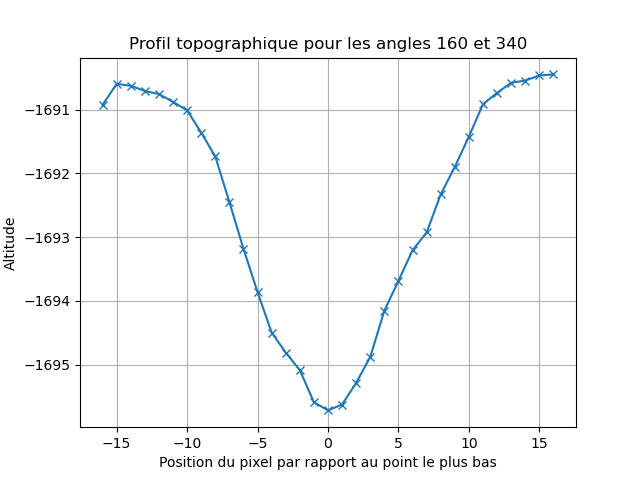 Profil topographique pour les angles 160 et 340
Altitude
−1691
−1692
−1693
−1694
−1695
−15 −10 −5 0 5 10 15
Position du pixel par rapport au point le plus bas